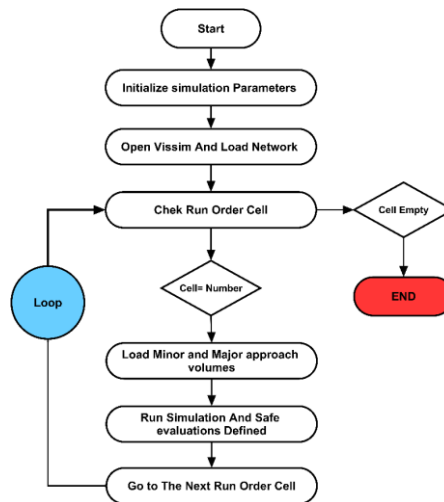 Start
Initialize simulation Parameters
Open Vissim And Load Network
Chek Run Order Cell
Cell Empty
Cell= Number
Loop
END
Load Minor and Major approach
volumes
Run Simulation And Safe
evaluations Defined
Go to The Next Run Order Cell